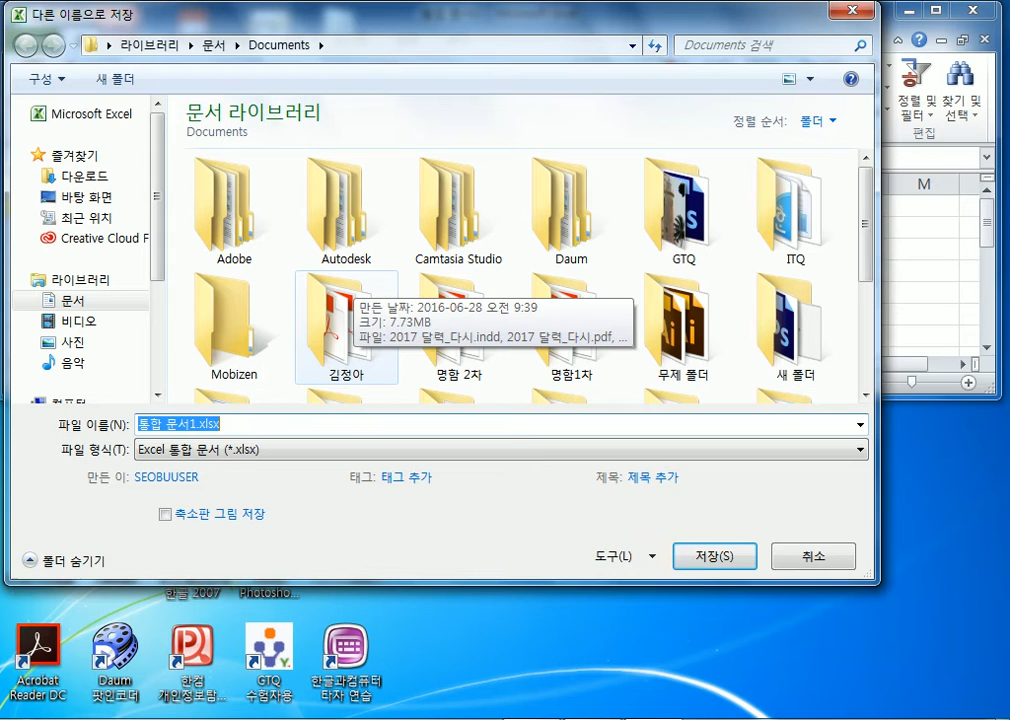 다른 이름으로 저장
라이브러리 ▸ 문서 ▸ Documents ▸
Documents 검색
구성
새 폴더
Microsoft Excel
즐겨찾기
다운로드
바탕 화면
최근 위치
Creative Cloud F
라이브러리
문서
비디오
사진
음악
문서 라이브러리
Documents
정렬 순서: 폴더
Adobe
Autodesk
Camtasia Studio
Daum
GTQ
ITQ
Mobizen
김정아
명함 2차
명함1차
무제 폴더
새 폴더
만든 날짜: 2016-06-28 오전 9:39
크기: 7.73MB
파일: 2017 달력_다시.indd, 2017 달력_다시.pdf, ...
파일 이름(N): 통합 문서1.xlsx
파일 형식(T): Excel 통합 문서 (*.xlsx)
만든 이: SEOBUUSER
태그: 태그 추가
제목: 제목 추가
축소판 그림 저장
폴더 숨기기
도구(L)
저장(S)
취소
정렬 및
필터
찾기 및
선택
편집
M
한글 2007
Photosho...
Acrobat
Reader DC
Daum
팟인코더
한컴
개인정보탐...
GTQ
수험자용
한글과컴퓨터
타자 연습